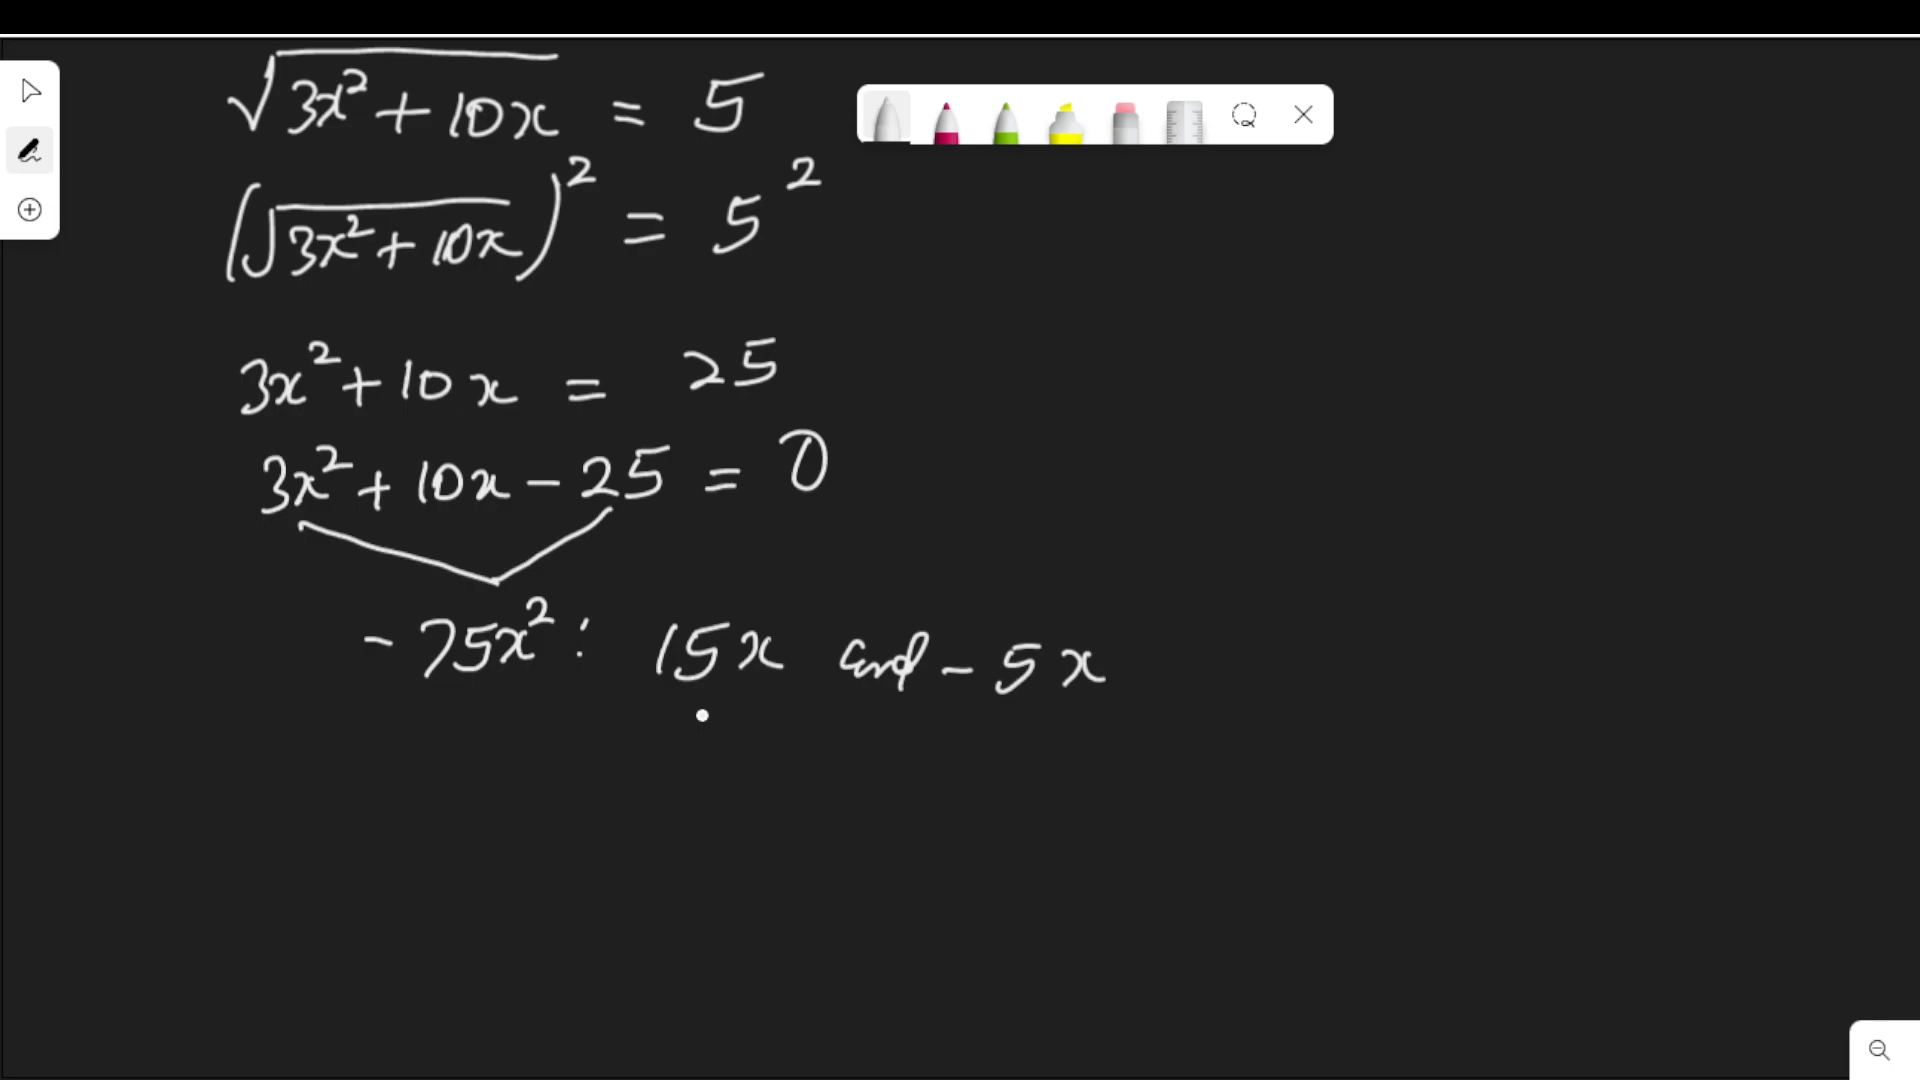 √(3x²+10x) = 5
(√(3x²+10x))² = 5²
3x²+10x = 25
3x²+10x-25 = 0
-75x² : 15x and -5x